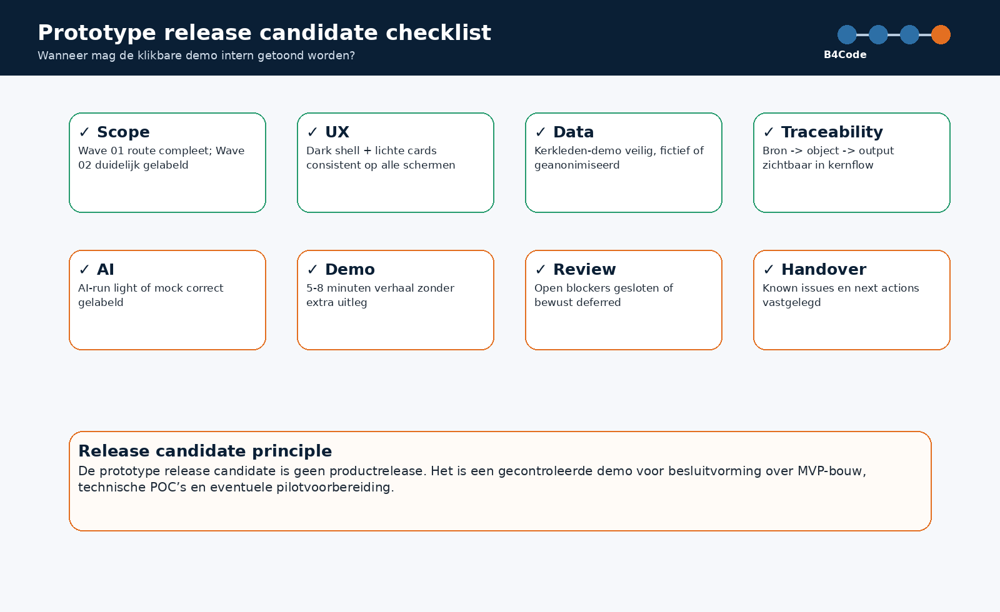 Prototype release candidate checklist
Wanneer mag de klikbare demo intern getoond worden?
B4Code
✓ Scope
Wave 01 route compleet; Wave
02 duidelijk gelabeld
✓ UX
Dark shell + lichte cards
consistent op alle schermen
✓ Data
Kerkleden-demo veilig, fictief of
geanonimiseerd
✓ Traceability
Bron -> object -> output
zichtbaar in kernflow
✓ AI
AI-run light of mock correct
gelabeld
✓ Demo
5-8 minuten verhaal zonder
extra uitleg
✓ Review
Open blockers gesloten of
bewust deferred
✓ Handover
Known issues en next actions
vastgelegd
Release candidate principle
De prototype release candidate is geen productrelease. Het is een gecontroleerde demo voor besluitvorming over MVP-bouw,
technische POC’s en eventuele pilotvoorbereiding.